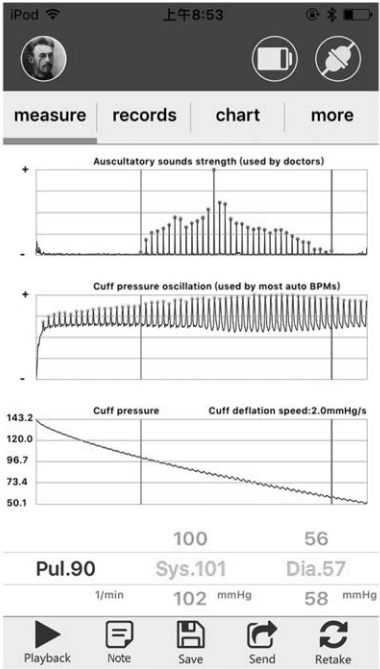 iPod 上午8:53
measure records chart more
Auscultatory sounds strength (used by doctors)
+
-
Cuff pressure oscillation (used by most auto BPMs)
+
-
Cuff pressure Cuff deflation speed:2.0mmHg/s
143.2
120.0
96.7
73.4
50.1
100 56
Pul.90 Sys.101 Dia.57
1/min 102 mmHg 58 mmHg
Playback Note Save Send Retake